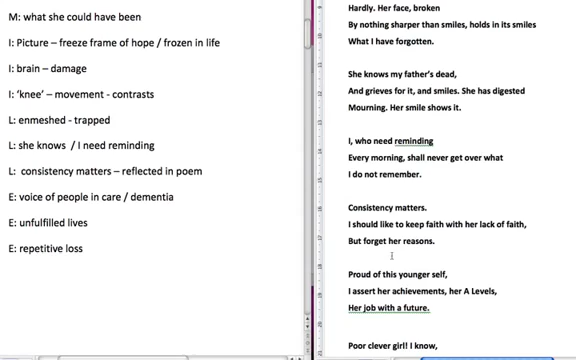 M: what she could have been
I: Picture – freeze frame of hope / frozen in life
I: brain – damage
I: 'knee' – movement - contrasts
L: enmeshed - trapped
L: she knows / I need reminding
L: consistency matters – reflected in poem
E: voice of people in care / dementia
E: unfulfilled lives
E: repetitive loss
Hardly. Her face, broken
By nothing sharper than smiles, holds in its smiles
What I have forgotten.
She knows my father's dead,
And grieves for it, and smiles. She has digested
Mourning. Her smile shows it.
I, who need reminding
Every morning, shall never get over what
I do not remember.
Consistency matters.
I should like to keep faith with her lack of faith,
But forget her reasons.
Proud of this younger self,
I assert her achievements, her A Levels,
Her job with a future.
Poor clever girl! I know,